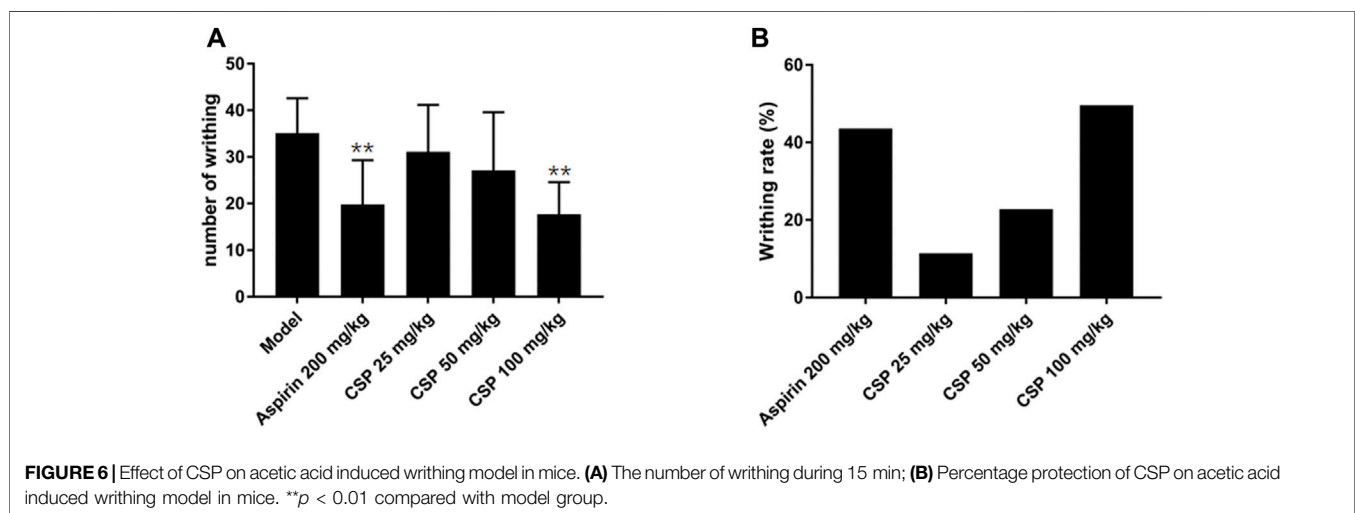 A
number of writhing
50
40
30
20
10
0
**
**
Model
Aspirin 200 mg/kg
CSP 25 mg/kg
CSP 50 mg/kg
CSP 100 mg/kg
B
Writhing rate (%)
60
40
20
0
Aspirin 200 mg/kg
CSP 25 mg/kg
CSP 50 mg/kg
CSP 100 mg/kg
FIGURE 6 | Effect of CSP on acetic acid induced writhing model in mice. (A) The number of writhing during 15 min; (B) Percentage protection of CSP on acetic acid
induced writhing model in mice. **p < 0.01 compared with model group.